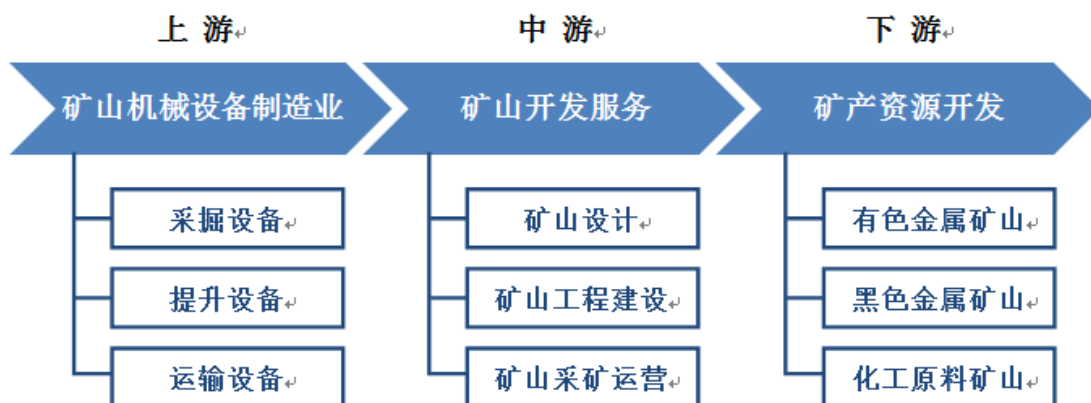 上 游 中 游 下 游
矿山机械设备制造业 矿山开发服务 矿产资源开发
采掘设备 矿山设计 有色金属矿山
提升设备 矿山工程建设 黑色金属矿山
运输设备 矿山采矿运营 化工原料矿山